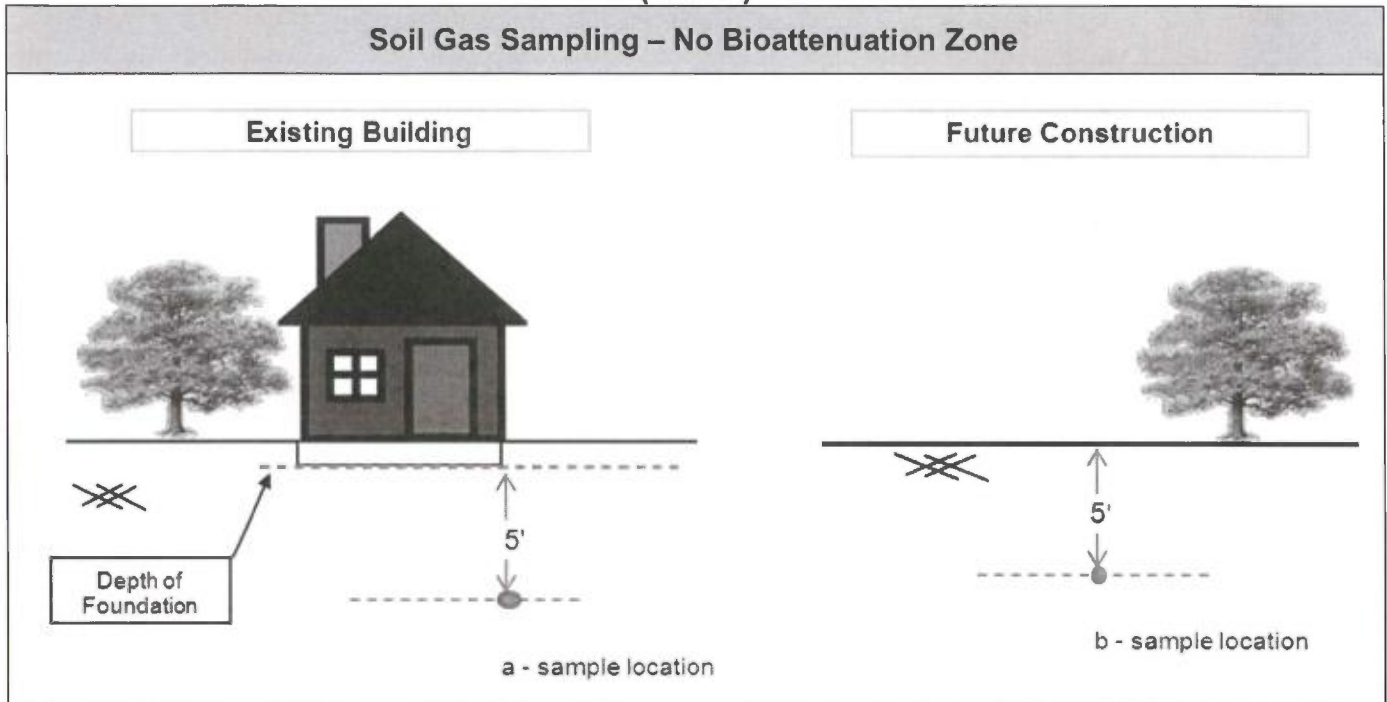 Soil Gas Sampling – No Bioattenuation Zone
Existing Building
Future Construction
5'
5'
Depth of
Foundation
a - sample location
b - sample location